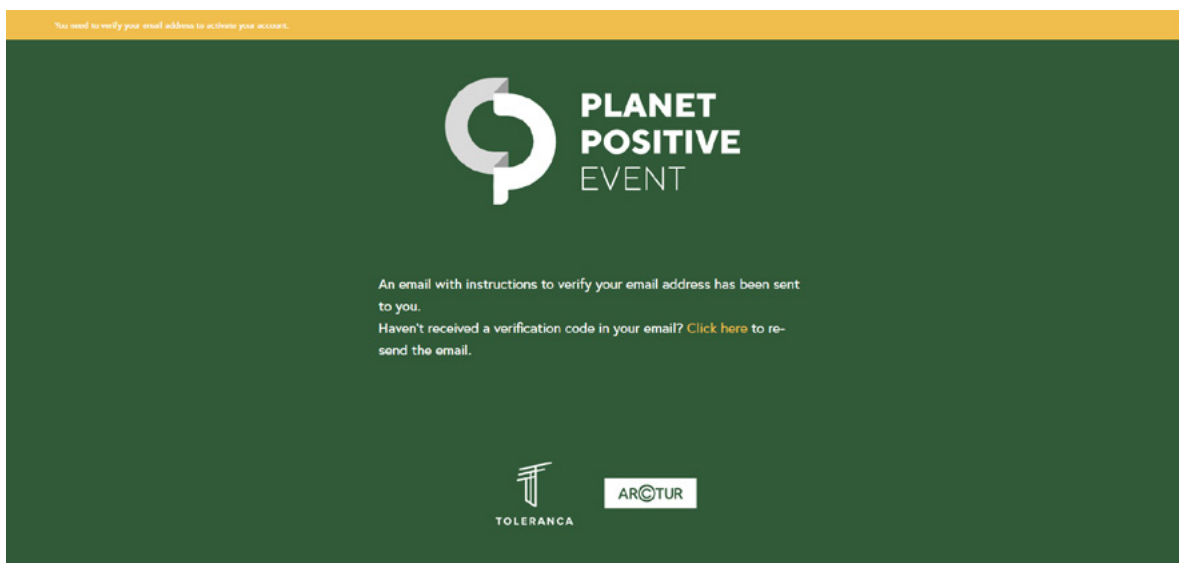 You need to verify your email address to activate your account.
PLANET
POSITIVE
EVENT
An email with instructions to verify your email address has been sent
to you.
Haven't received a verification code in your email? Click here to re-
send the email.
TOLERANCA
ARCTUR